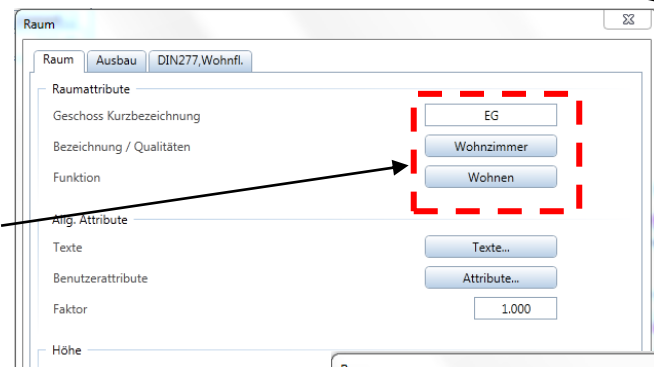 Raum
Raum Ausbau DIN277,Wohnfl.
Raumattribute
Geschoss Kurzbezeichnung EG
Bezeichnung / Qualitäten Wohnzimmer
Funktion Wohnen
Allg. Attribute
Texte Texte...
Benutzerattribute Attribute...
Faktor 1.000
Höhe